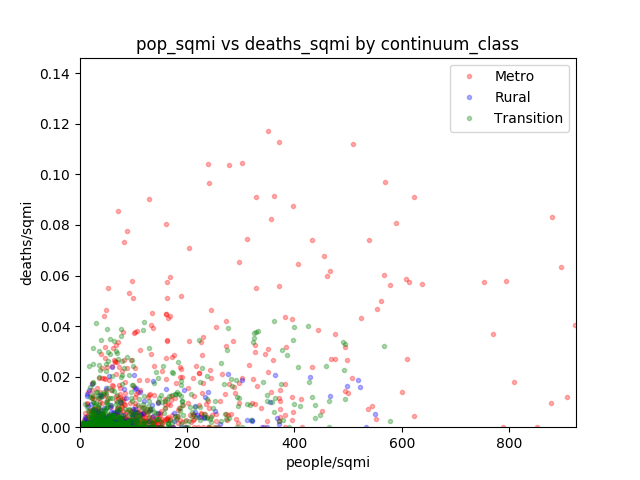 pop_sqmi vs deaths_sqmi by continuum_class
Metro
Rural
Transition
0.14
0.12
0.10
0.08
0.06
0.04
0.02
0.00
deaths/sqmi
0 200 400 600 800
people/sqmi